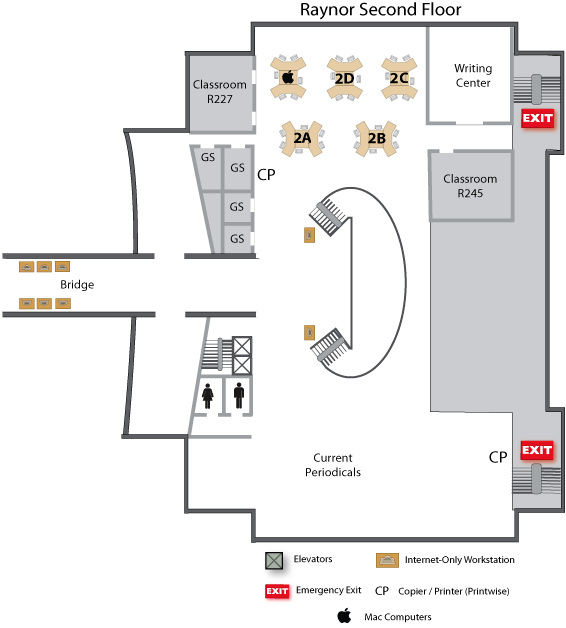 Raynor Second Floor
Classroom
R227
2D
2C
Writing
Center
EXIT
2A
2B
GS
GS
CP
Classroom
R245
GS
GS
Bridge
Current
Periodicals
CP
EXIT
Elevators
Internet-Only Workstation
EXIT
Emergency Exit
CP
Copier / Printer (Printwise)
Mac Computers